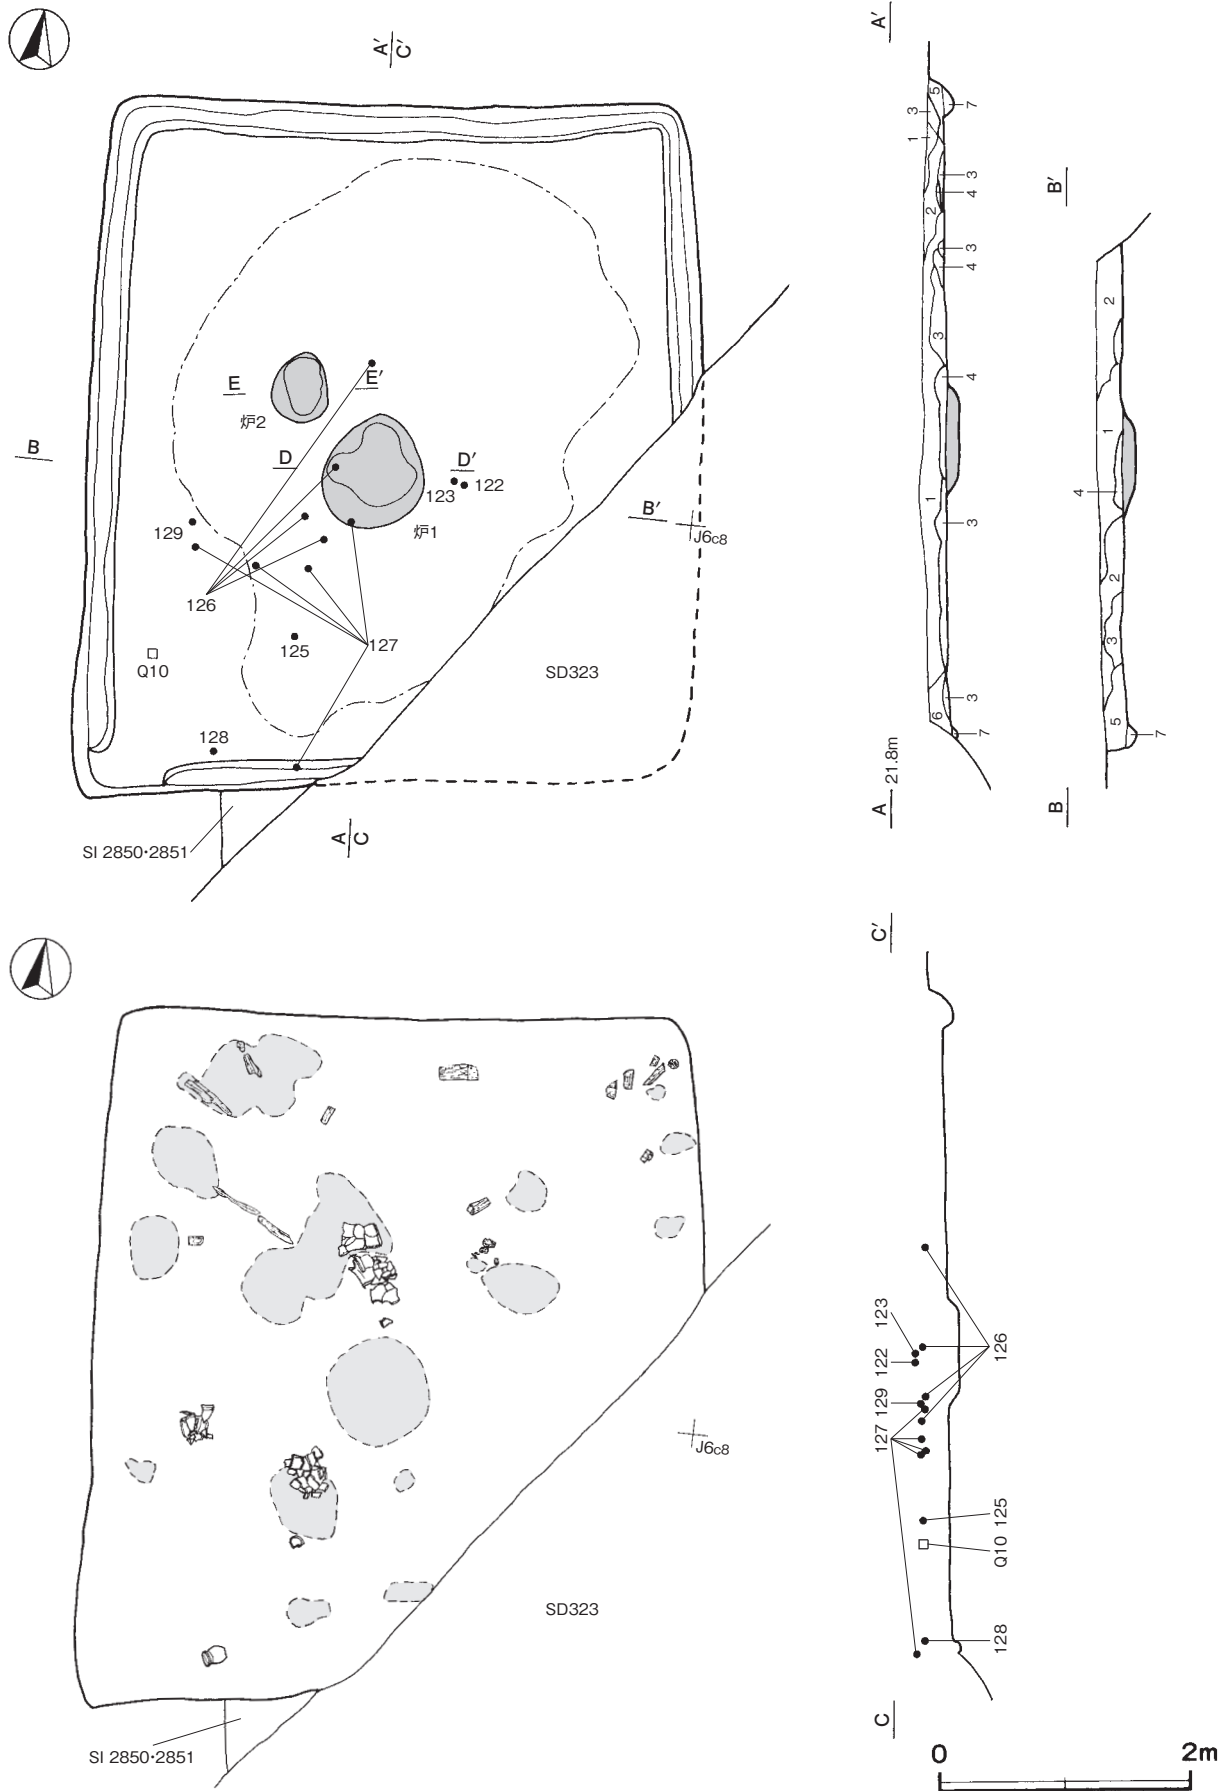 A′
C′
E
E′
炉2
B
D
D′
123
122
129
炉1
B′
J6c8
126
127
125
Q10
SD323
128
A
C
SI 2850・2851
A′
5
7
3
1
3
4
2
3
4
3
4
1
3
3
6
7
A
21.8m
B′
2
1
4
2
3
5
7
B
J6c8
SD323
SI 2850・2851
C′
123
122
126
129
127
125
Q10
128
C
0
2m